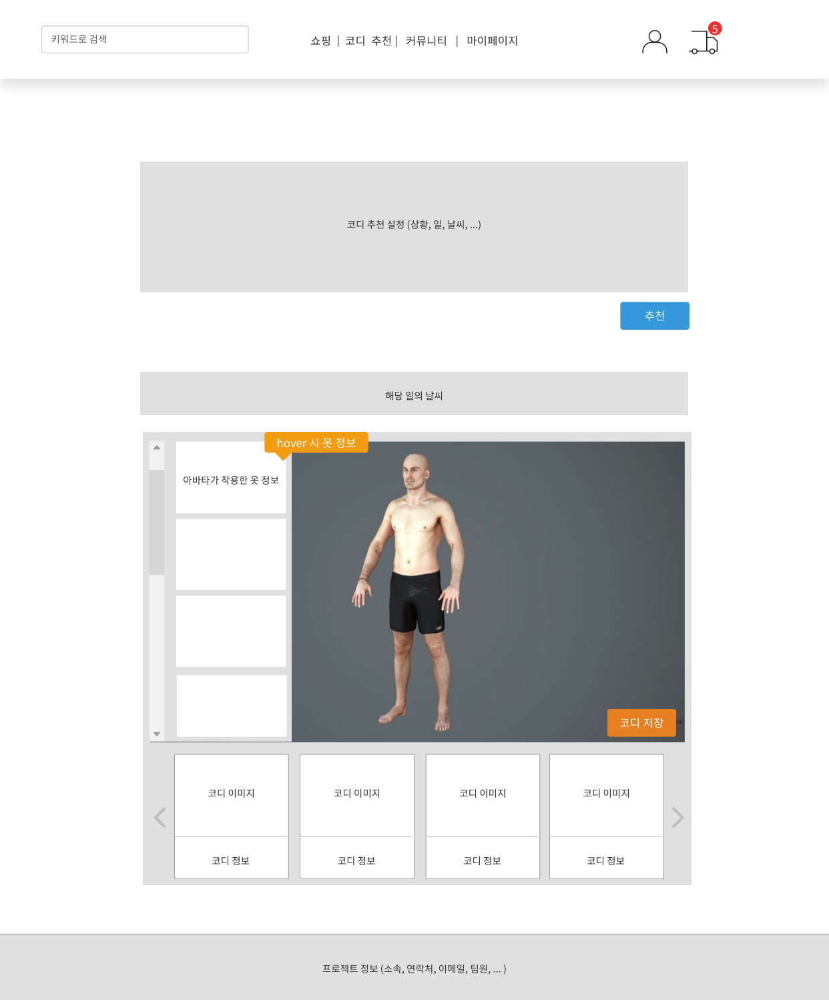 키워드로 검색
쇼핑 | 코디 추천 | 커뮤니티 | 마이페이지
5
코디 추천 설정 (상황, 일, 날씨, ...)
추천
해당 일의 날씨
hover 시 옷 정보
아바타가 착용한 옷 정보
코디 저장
코디 이미지
코디 이미지
코디 이미지
코디 이미지
코디 정보
코디 정보
코디 정보
코디 정보
프로젝트 정보 (소속, 연락처, 이메일, 팀원, ... )